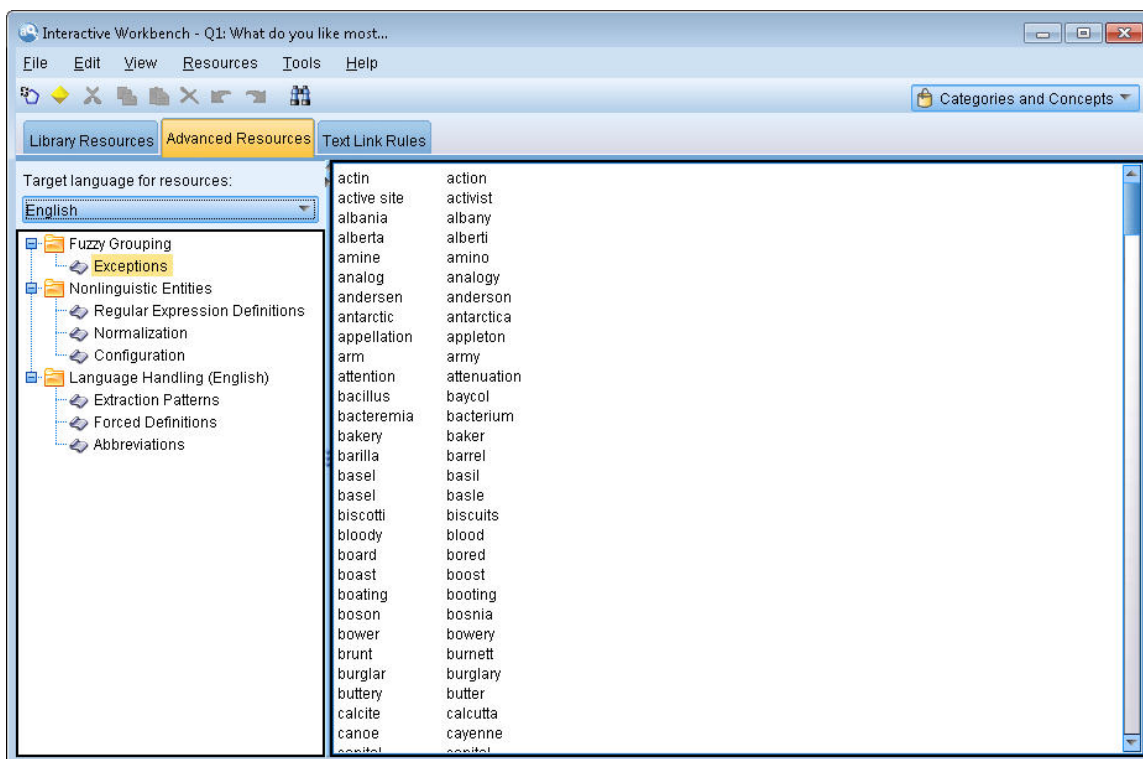 Interactive Workbench - Q1: What do you like most...
File Edit View Resources Tools Help
Categories and Concepts
Library Resources Advanced Resources Text Link Rules
Target language for resources:
English
Fuzzy Grouping
Exceptions
Nonlinguistic Entities
Regular Expression Definitions
Normalization
Configuration
Language Handling (English)
Extraction Patterns
Forced Definitions
Abbreviations
actin action
active site activist
albania albany
alberta alberti
amine amino
analog analogy
andersen anderson
antarctic antarctica
appellation appleton
arm army
attention attenuation
bacillus baycol
bacteremia bacterium
bakery baker
barilla barrel
basel basil
basel basle
biscotti biscuits
bloody blood
board bored
boast boost
boating booting
boson bosnia
bower bowery
brunt burnett
burglar burglary
buttery butter
calcite calcutta
canoe cayenne